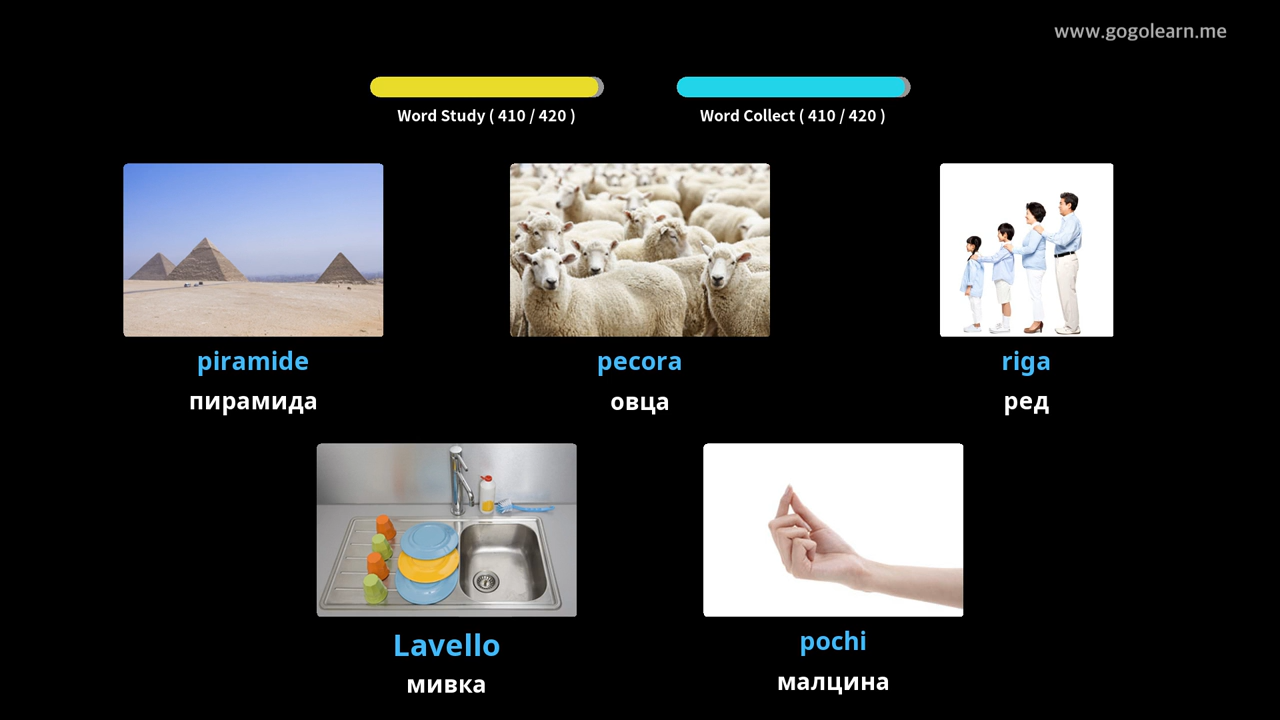 www.gogolearn.me
Word Study ( 410 / 420 )
Word Collect ( 410 / 420 )
piramide
пирамида
pecora
овца
riga
ред
Lavello
мивка
pochi
малцина